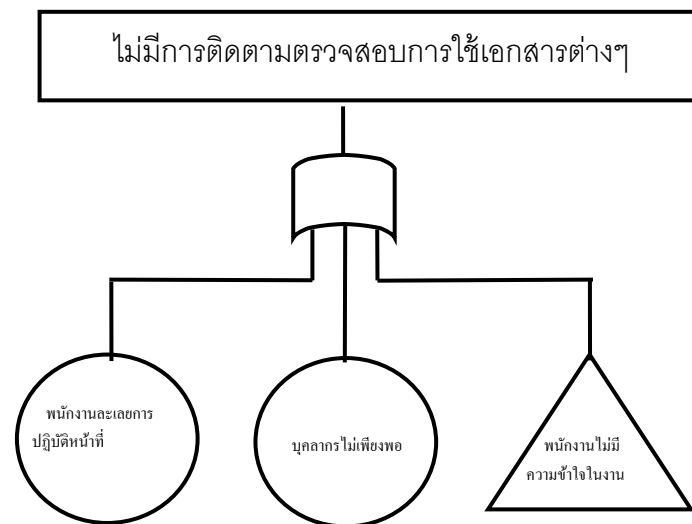 ไม่มีการติดตามตรวจสอบการใช้เอกสารต่างๆ
พนักงานละเลยการ
ปฏิบัติหน้าที่
บุคลากรไม่เพียงพอ
พนักงานไม่มี
ความข้าใจในงาน